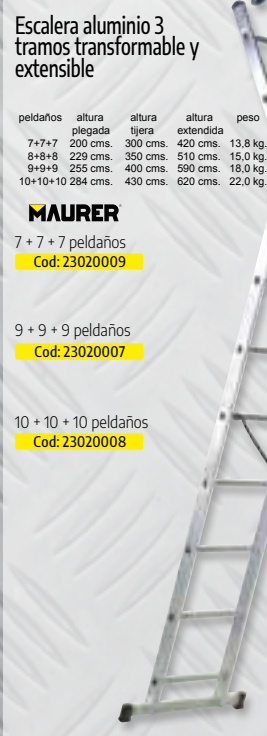 Escalera aluminio 3
tramos transformable y
extensible
peldaños altura altura altura peso
plegada tijera extendida
7+7+7 200 cms. 300 cms. 420 cms. 13,8 kg.
8+8+8 229 cms. 350 cms. 510 cms. 15,0 kg.
9+9+9 255 cms. 400 cms. 590 cms. 18,0 kg.
10+10+10 284 cms. 430 cms. 620 cms. 22,0 kg.
MAURER
7 + 7 + 7 peldaños
Cod: 23020009
9 + 9 + 9 peldaños
Cod: 23020007
10 + 10 + 10 peldaños
Cod: 23020008